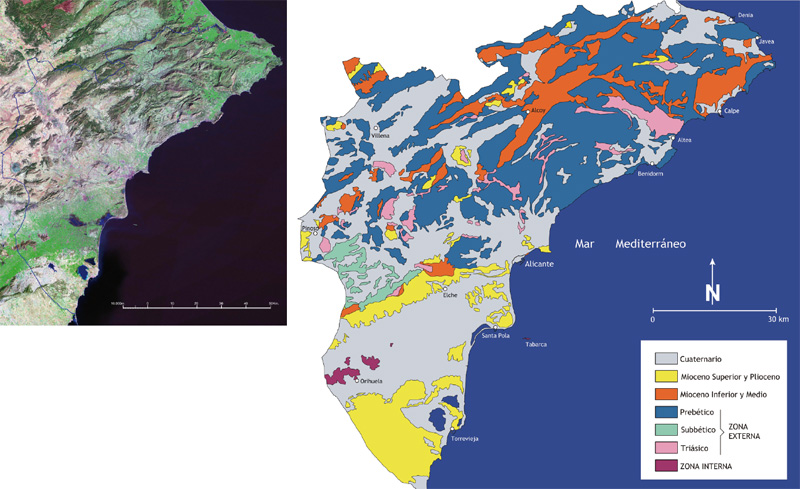 Denia
Jávea
Alcoy
Calpe
Villena
Altea
Benidorm
Pinoso
Mar Mediterráneo
Alicante
N
Elche
0 30 km
Santa Pola
Tabarca
Orihuela
Torrevieja
Cuaternario
Mioceno Superior y Plioceno
Mioceno Inferior y Medio
Prebético
Subbético
Triásico
ZONA
EXTERNA
ZONA INTERNA